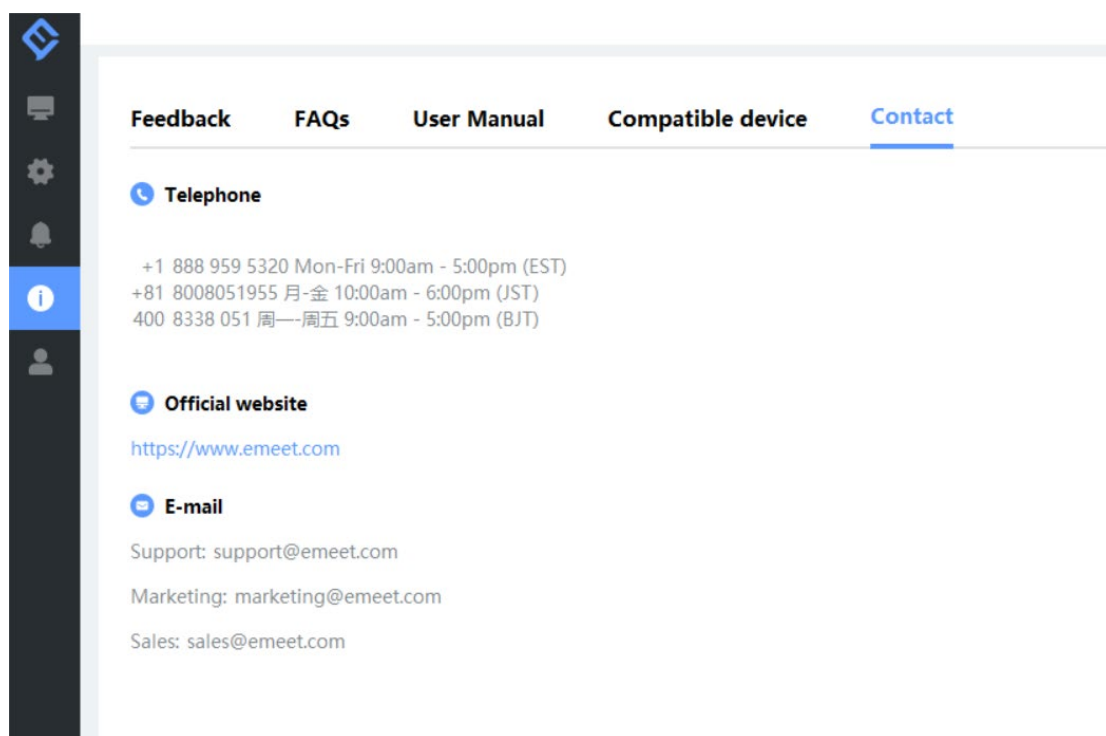 Feedback FAQs User Manual Compatible device Contact
Telephone
+1 888 959 5320 Mon-Fri 9:00am - 5:00pm (EST)
+81 8008051955 月-金 10:00am - 6:00pm (JST)
400 8338 051 周一-周五 9:00am - 5:00pm (BJT)
Official website
https://www.emeet.com
E-mail
Support: support@emeet.com
Marketing: marketing@emeet.com
Sales: sales@emeet.com